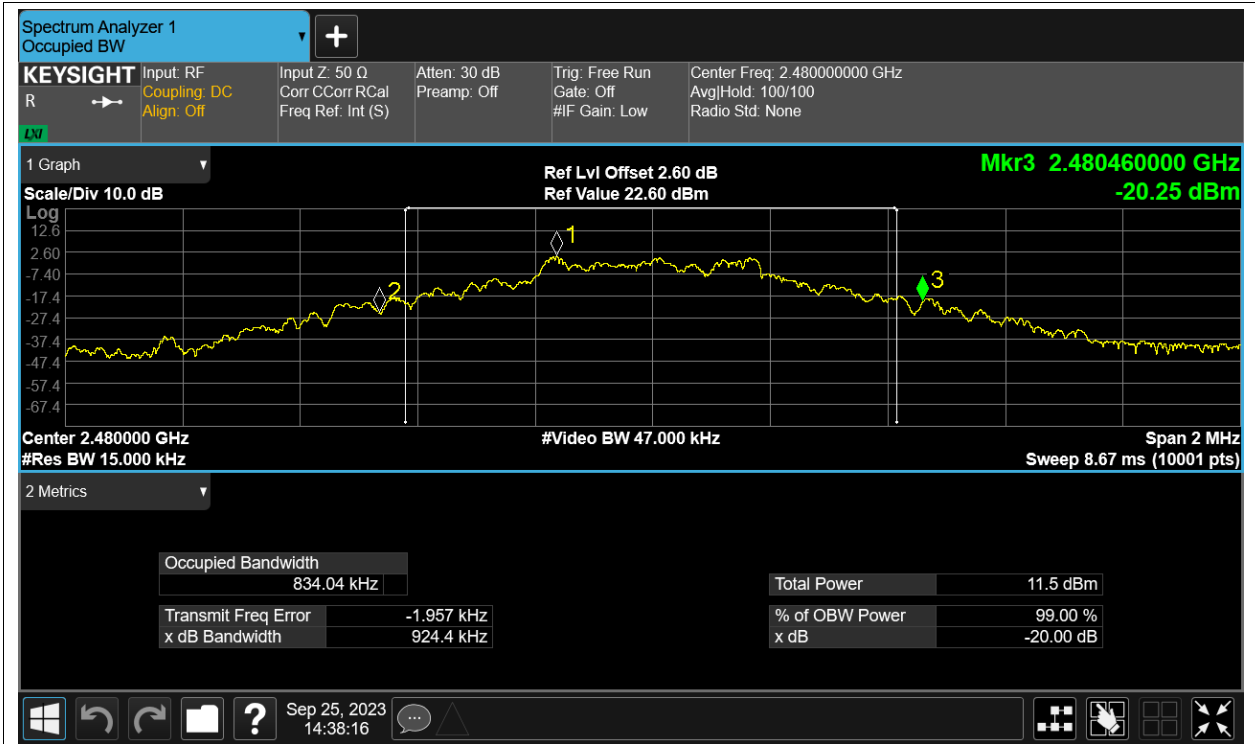 Spectrum Analyzer 1
Occupied BW
+
KEYSIGHT
R
LXI
Input: RF
Coupling: DC
Align: Off
Input Z: 50 Ω
Corr CCorr RCal
Freq Ref: Int (S)
Atten: 30 dB
Preamp: Off
Trig: Free Run
Gate: Off
#IF Gain: Low
Center Freq: 2.480000000 GHz
Avg|Hold: 100/100
Radio Std: None
1 Graph
Scale/Div 10.0 dB
Ref Lvl Offset 2.60 dB
Ref Value 22.60 dBm
Mkr3 2.480460000 GHz
-20.25 dBm
Log
12.6
2.60
-7.40
-17.4
-27.4
-37.4
-47.4
-57.4
-67.4
1
2
3
Center 2.480000 GHz
#Video BW 47.000 kHz
Span 2 MHz
#Res BW 15.000 kHz
Sweep 8.67 ms (10001 pts)
2 Metrics
Occupied Bandwidth
834.04 kHz
Total Power 11.5 dBm
Transmit Freq Error -1.957 kHz
% of OBW Power 99.00 %
x dB Bandwidth 924.4 kHz
x dB -20.00 dB
?
Sep 25, 2023
14:38:16